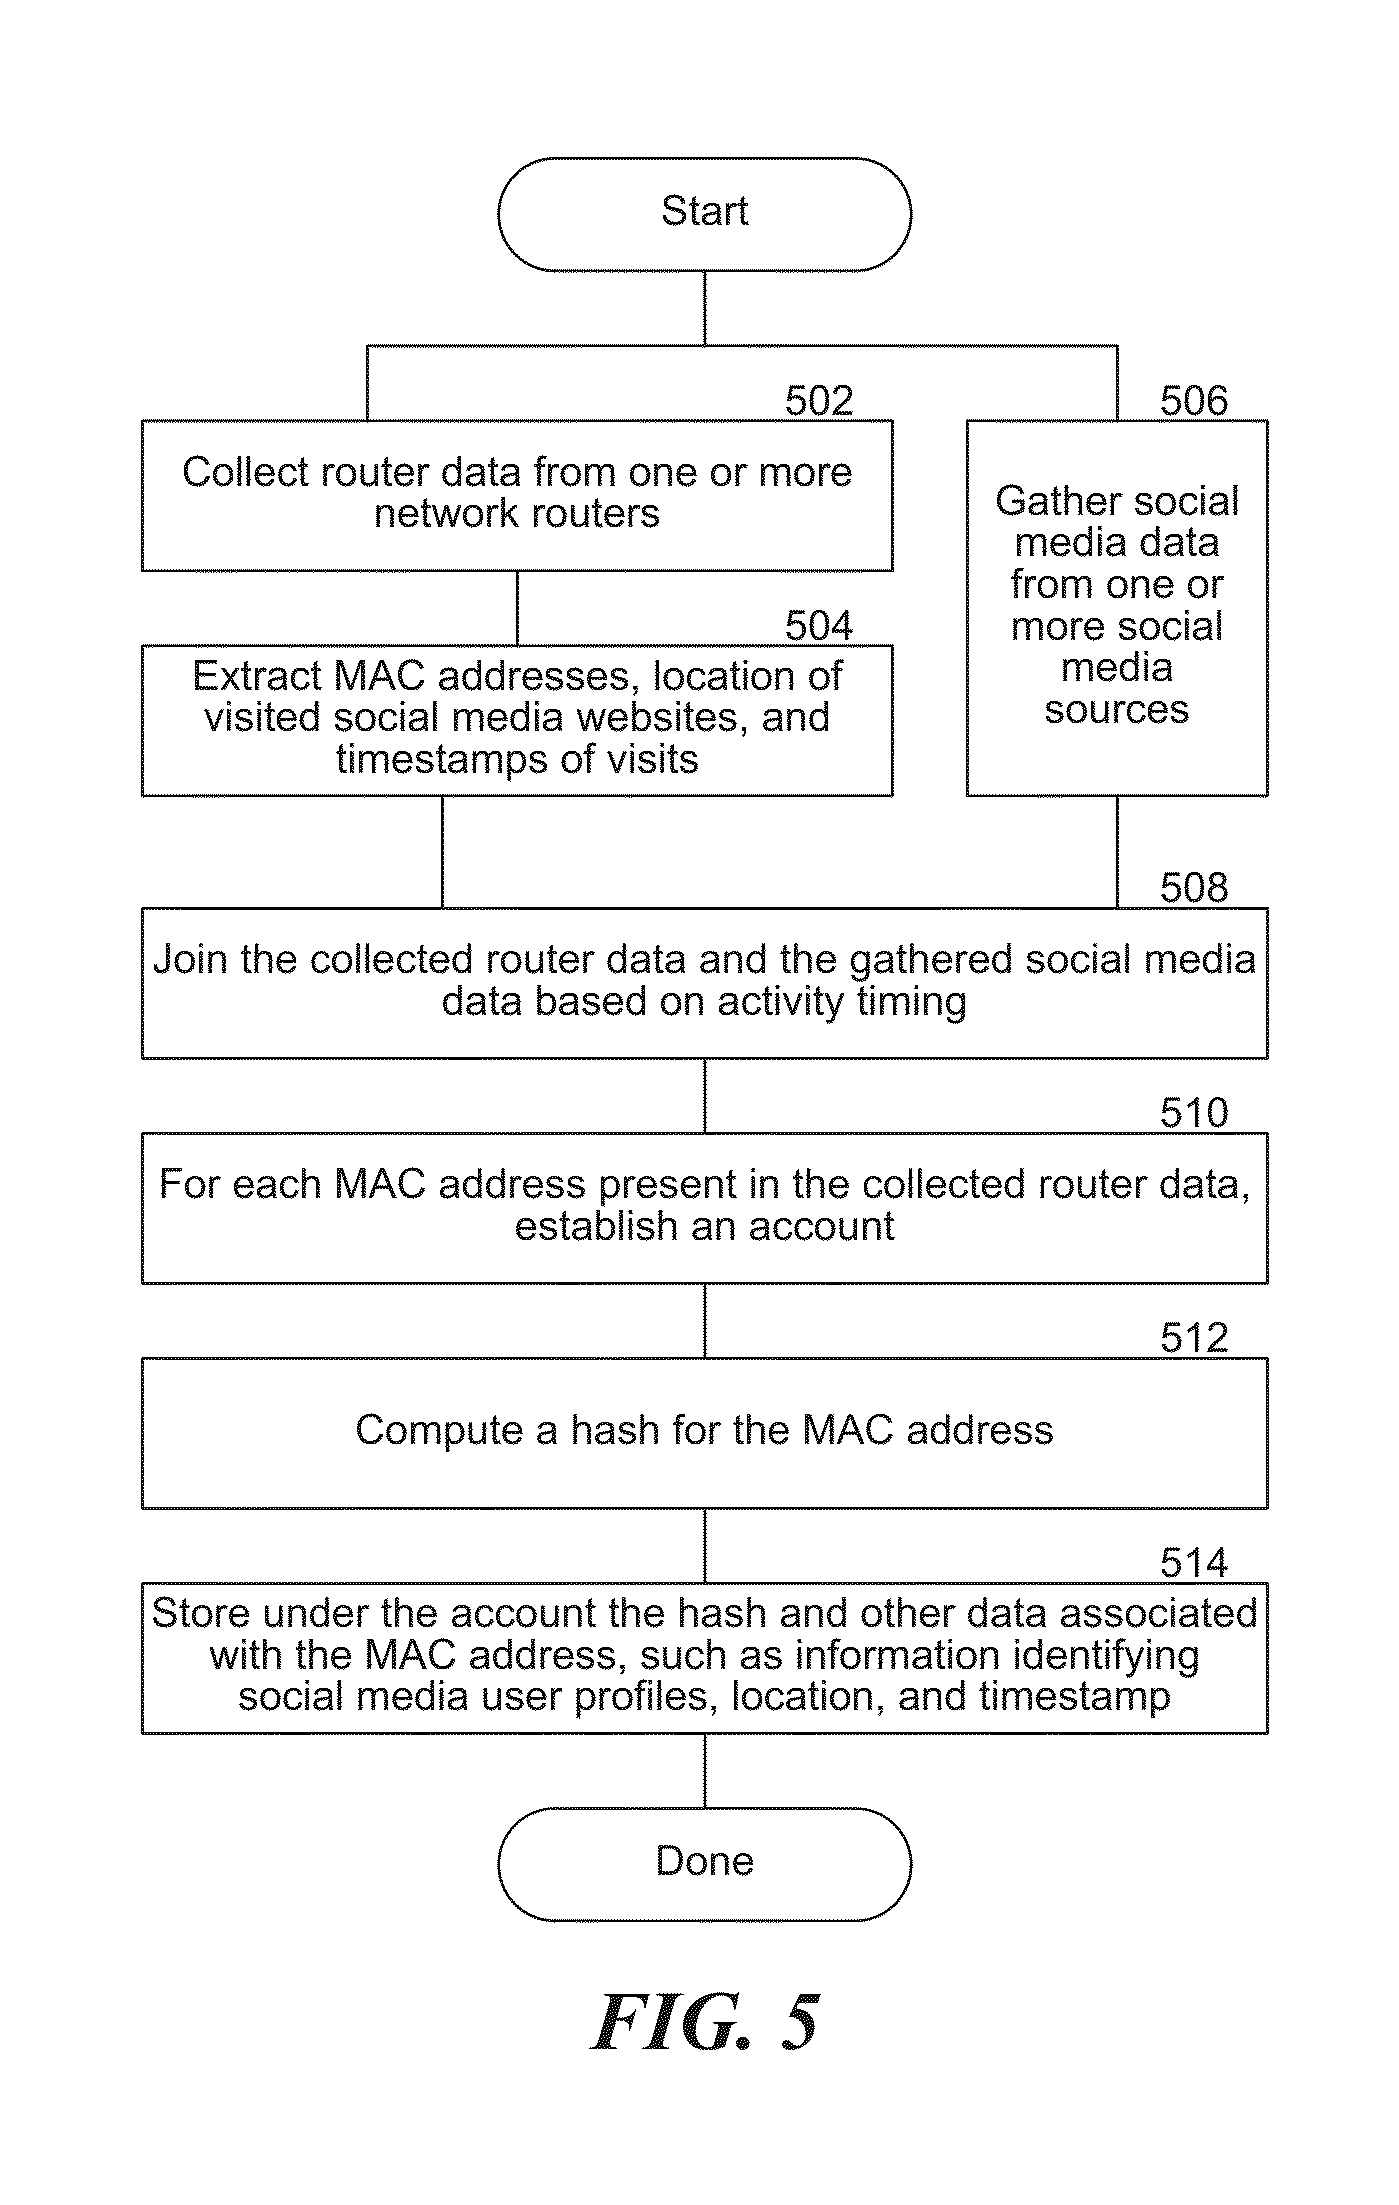 Start
502
Collect router data from one or more
network routers
504
Extract MAC addresses, location of
visited social media websites, and
timestamps of visits
506
Gather social
media data
from one or
more social
media
sources
508
Join the collected router data and the gathered social media
data based on activity timing
510
For each MAC address present in the collected router data,
establish an account
512
Compute a hash for the MAC address
514
Store under the account the hash and other data associated
with the MAC address, such as information identifying
social media user profiles, location, and timestamp
Done
FIG. 5